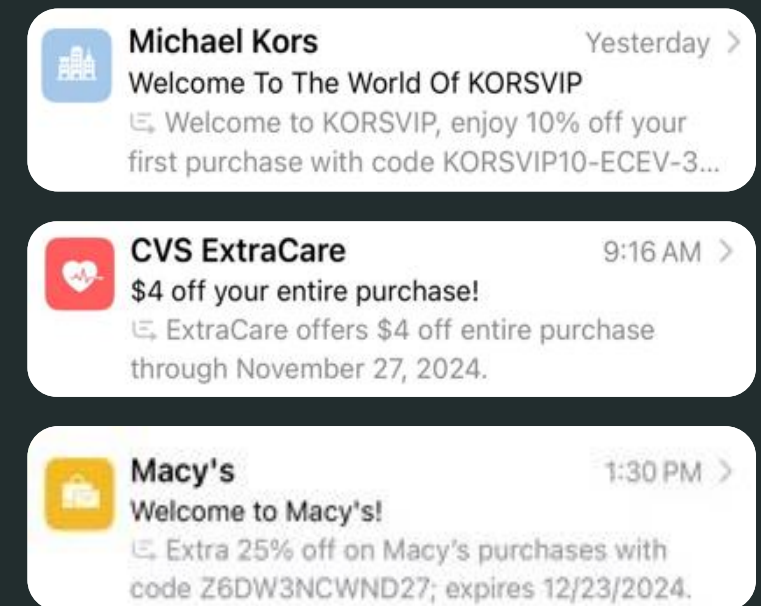 Michael Kors
Yesterday
Welcome To The World Of KORSVIP
Welcome to KORSVIP, enjoy 10% off your
first purchase with code KORSVIP10-ECEV-3...
CVS ExtraCare
9:16 AM
$4 off your entire purchase!
ExtraCare offers $4 off entire purchase
through November 27, 2024.
Macy's
1:30 PM
Welcome to Macy's!
Extra 25% off on Macy's purchases with
code Z6DW3NCWND27; expires 12/23/2024.